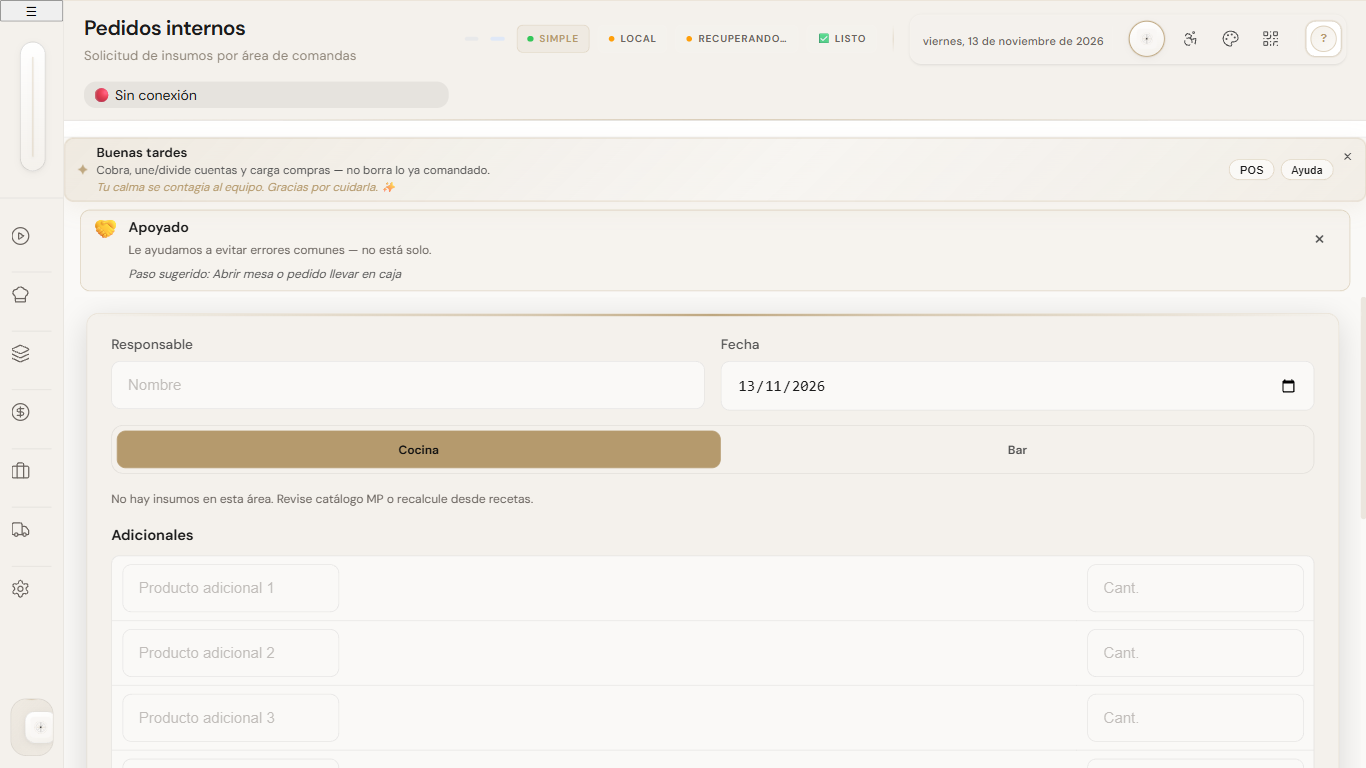 Pedidos internos
Solicitud de insumos por área de comandas
SIMPLE
LOCAL
RECUPERANDO...
LISTO
viernes, 13 de noviembre de 2026
?
Sin conexión
Buenas tardes
Cobra, une/divide cuentas y carga compras — no borra lo ya comandado.
Tu calma se contagia al equipo. Gracias por cuidarla.
POS
Ayuda
Apoyado
Le ayudamos a evitar errores comunes — no está solo.
Paso sugerido: Abrir mesa o pedido llevar en caja
Responsable
Nombre
Fecha
13/11/2026
Cocina
Bar
No hay insumos en esta área. Revise catálogo MP o recalcule desde recetas.
Adicionales
Producto adicional 1
Cant.
Producto adicional 2
Cant.
Producto adicional 3
Cant.